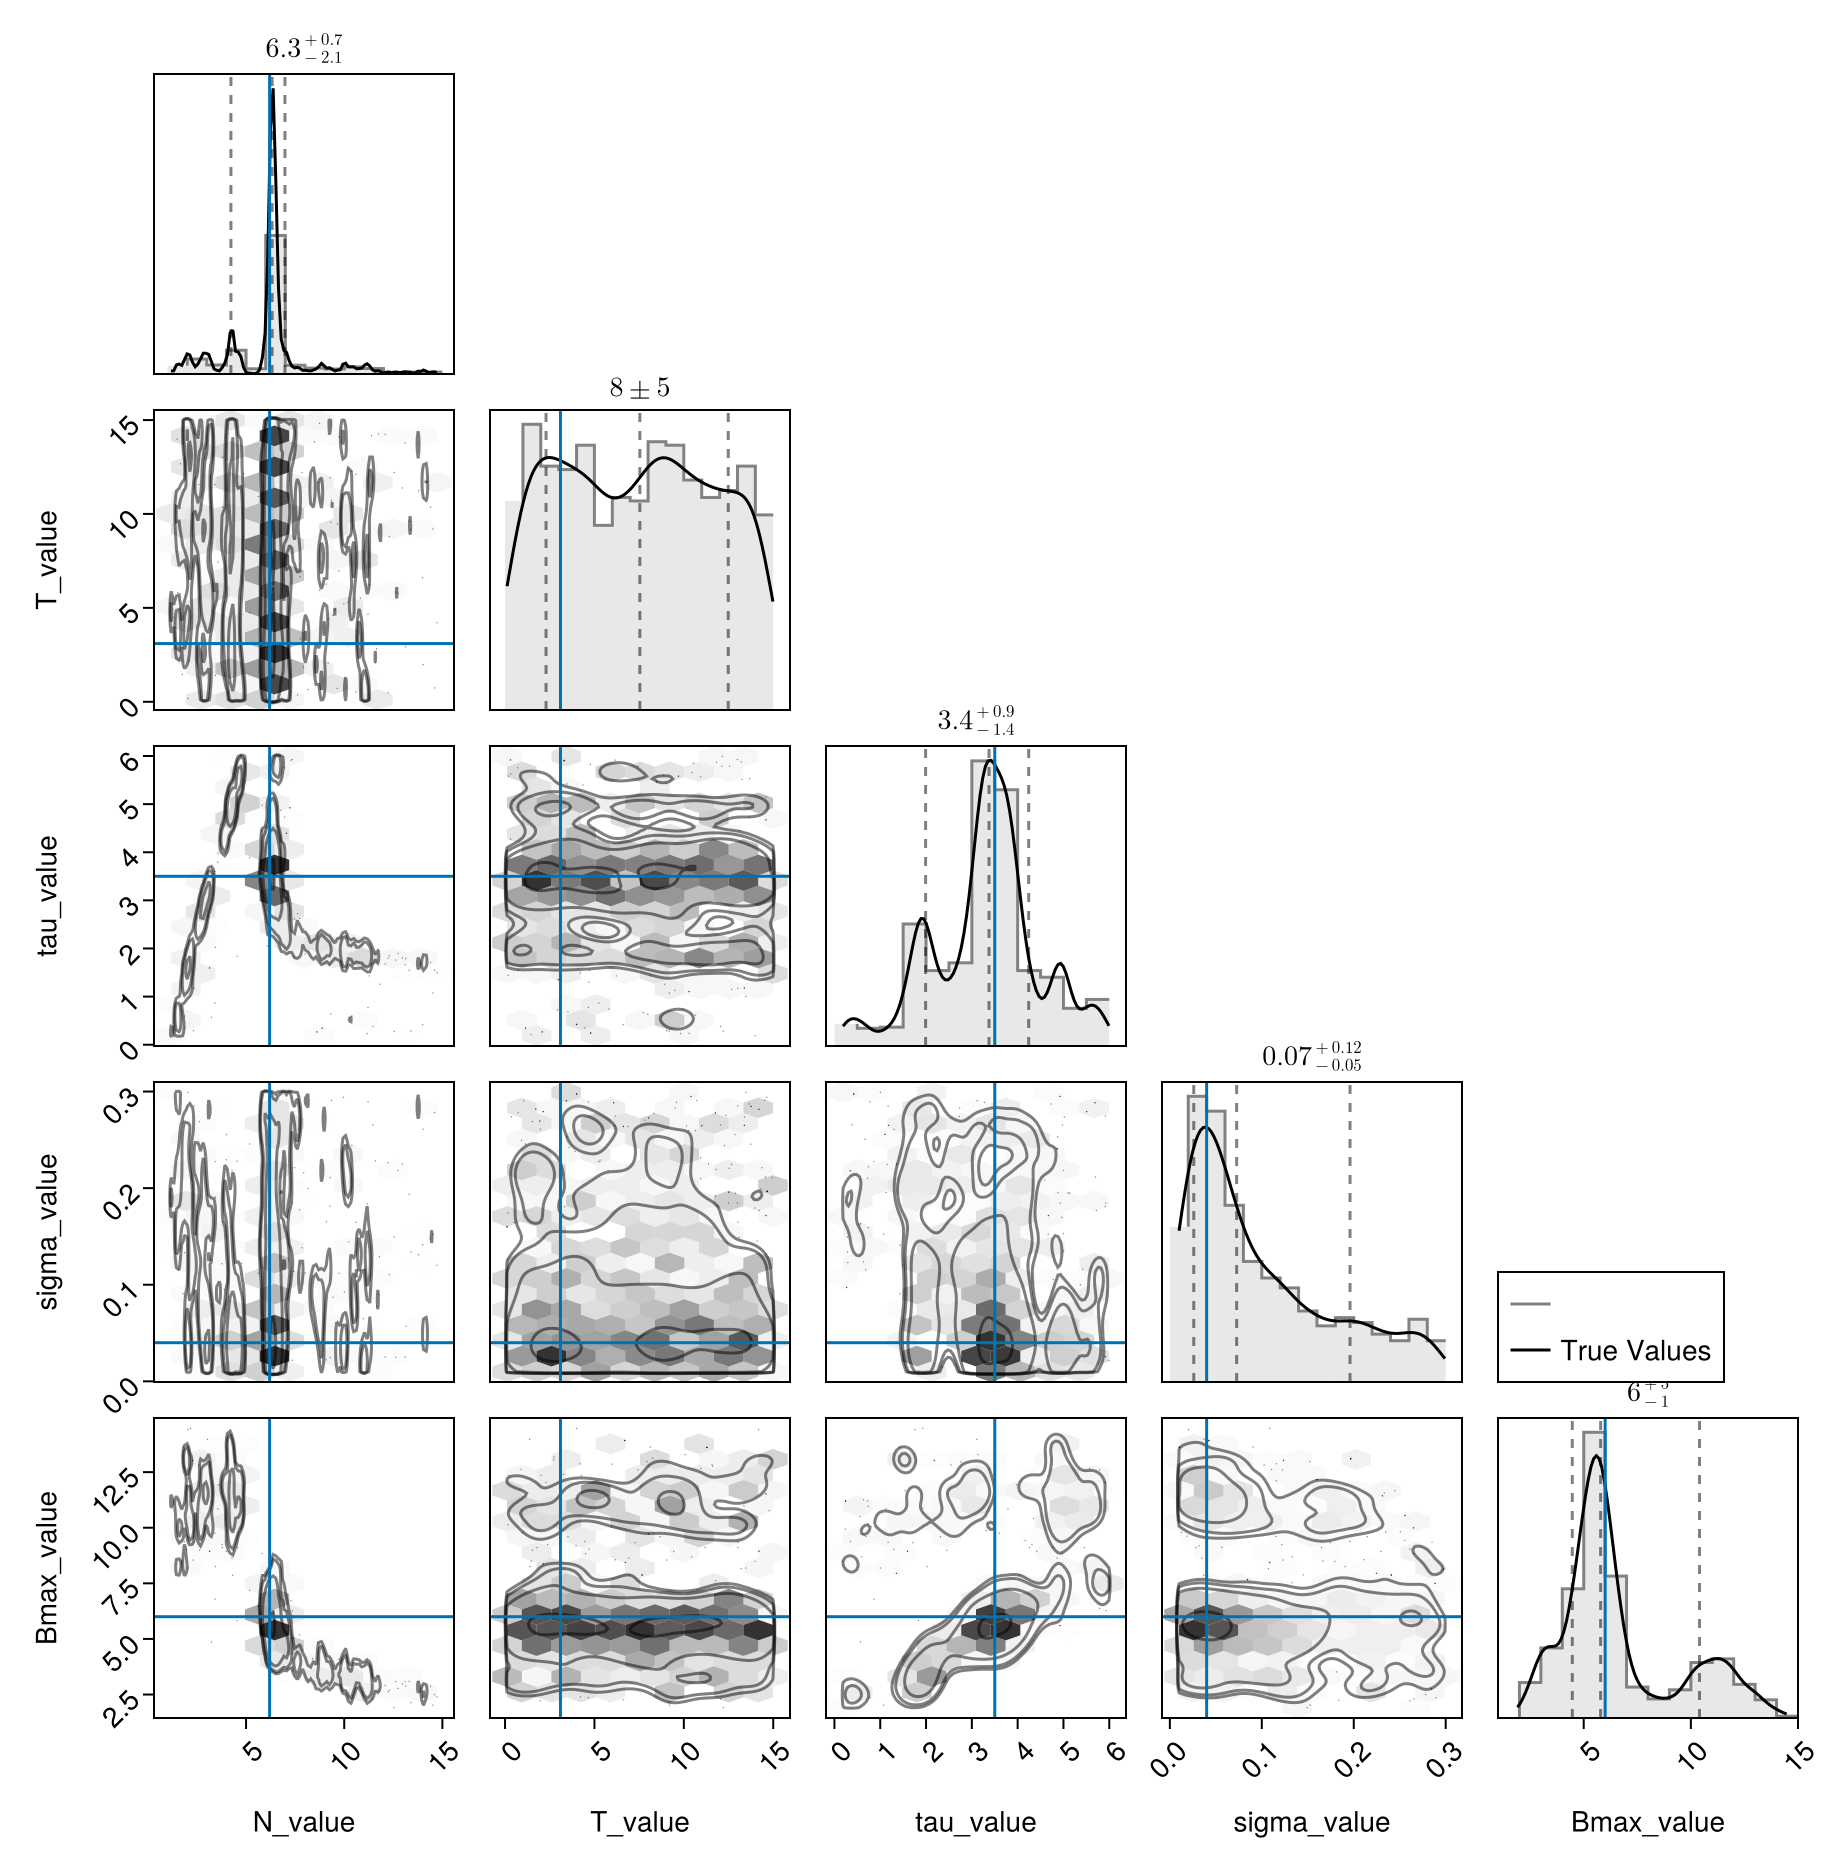 6.3 +0.7 −2.1
8 ± 5
15
10
5
0
T_value
3.4 +0.9 −1.4
6
5
4
3
2
1
0
tau_value
0.07 +0.12 −0.05
0.3
0.2
0.1
0.0
sigma_value
True Values
6 −1
12.5
10.0
7.5
5.0
2.5
Bmax_value
5 10 15 0 5 10 15 0 1 2 3 4 5 6 0.0 0.1 0.2 0.3 5 10 15
N_value T_value tau_value sigma_value Bmax_value